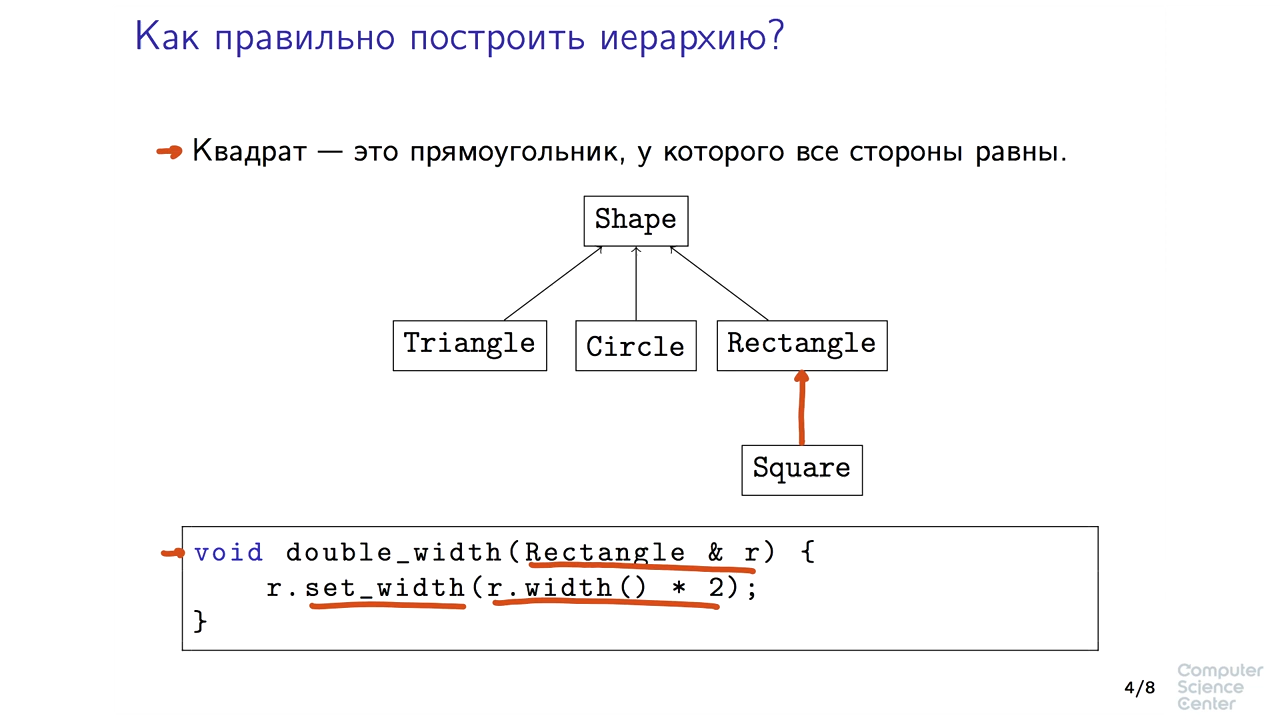 Как правильно построить иерархию?
Квадрат — это прямоугольник, у которого все стороны равны.
Shape
Triangle
Circle
Rectangle
Square
void double_width(Rectangle & r) {
r.set_width(r.width() * 2);
}
4/8
Computer
Science
Center